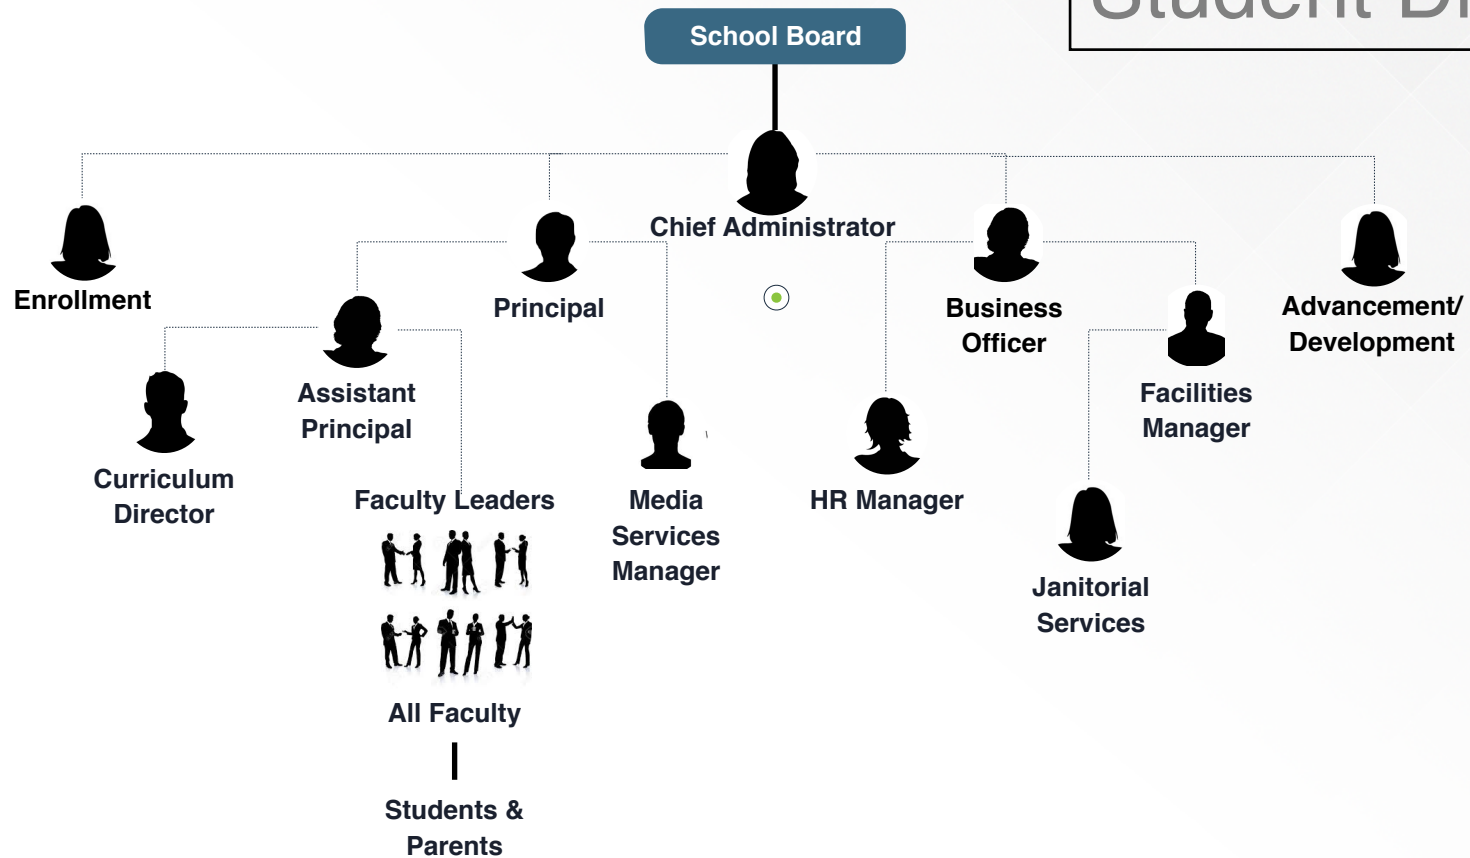 Student
School Board
Chief Administrator
Enrollment
Principal
Business
Officer
Advancement/
Development
Assistant
Principal
Facilities
Manager
Curriculum
Director
Faculty Leaders
Media
Services
Manager
HR Manager
Janitorial
Services
All Faculty
Students &
Parents